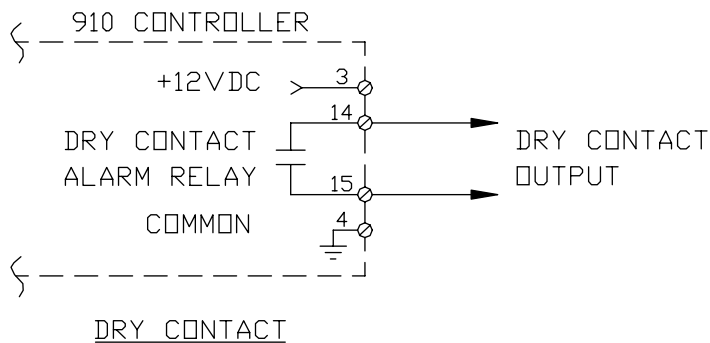 910 CONTROLLER
+12VDC
3
14
DRY CONTACT
ALARM RELAY
DRY CONTACT
OUTPUT
15
COMMON
4
DRY CONTACT